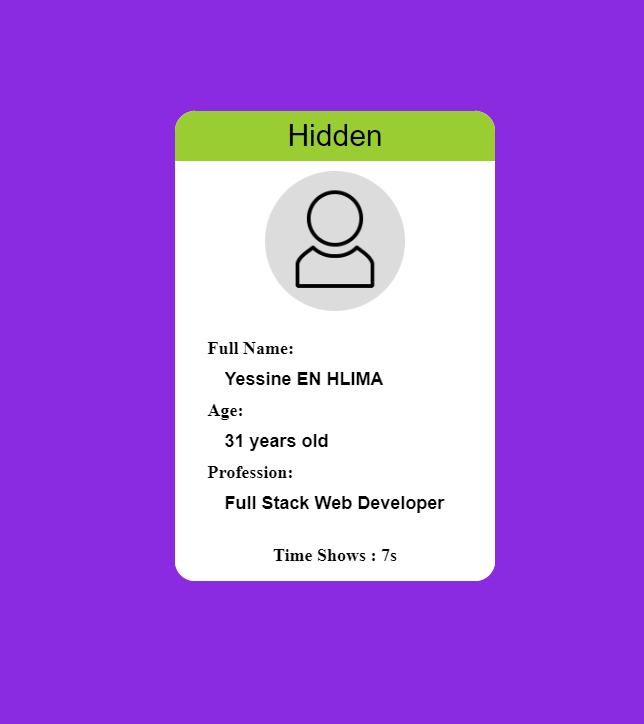 Hidden
Full Name:
Yessine EN HLIMA
Age:
31 years old
Profession:
Full Stack Web Developer
Time Shows : 7s